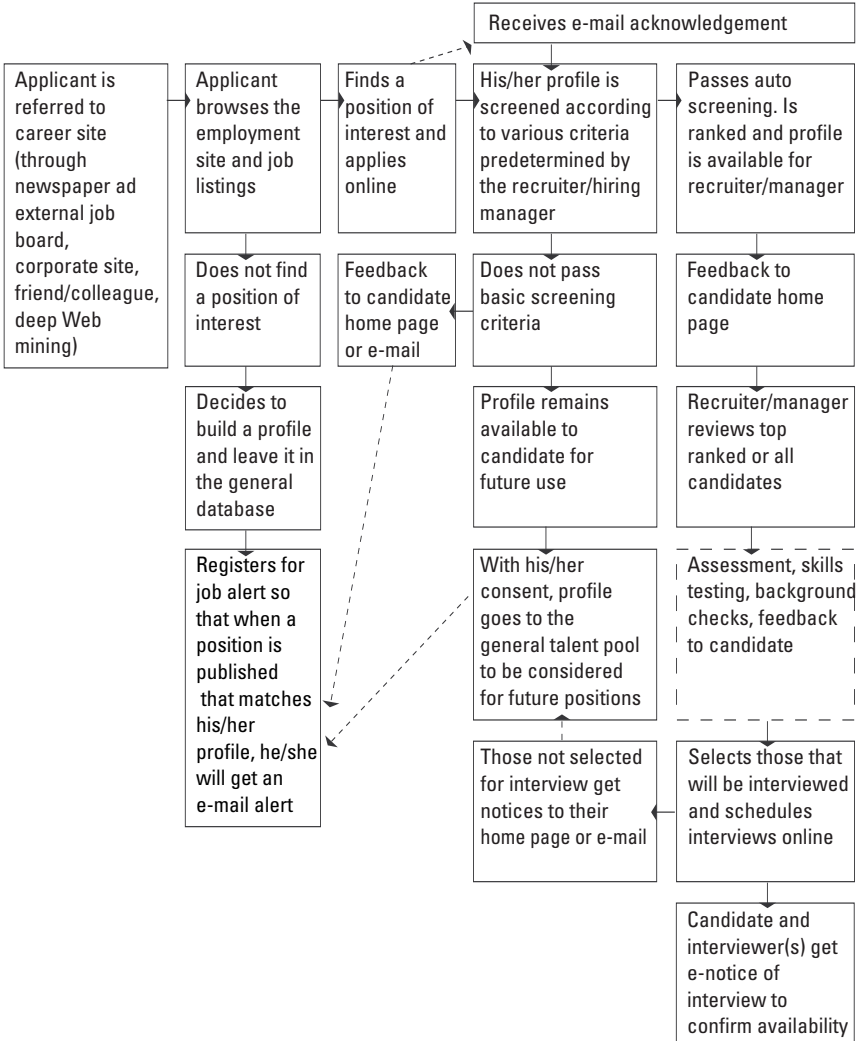 Receives e-mail acknowledgement
Applicant is
referred to
career site
(through
newspaper ad
external job
board,
corporate site,
friend/colleague,
deep Web
mining)
Applicant
browses the
employment
site and job
listings
Finds a
position of
interest and
applies
online
His/her profile is
screened according
to various criteria
predetermined by
the recruiter/hiring
manager
Passes auto
screening. Is
ranked and profile
is available for
recruiter/manager
Does not find
a position of
interest
Feedback
to candidate
home page
or e-mail
Does not pass
basic screening
criteria
Feedback to
candidate home
page
Decides to
build a profile
and leave it in
the general
database
Profile remains
available to
candidate for
future use
Recruiter/manager
reviews top
ranked or all
candidates
Registers for
job alert so
that when a
position is
published
that matches
his/her
profile, he/she
will get an
e-mail alert
With his/her
consent, profile
goes to the
general talent pool
to be considered
for future positions
Assessment, skills
testing, background
checks, feedback
to candidate
Those not selected
for interview get
notices to their
home page or e-mail
Selects those that
will be interviewed
and schedules
interviews online
Candidate and
interviewer(s) get
e-notice of
interview to
confirm availability